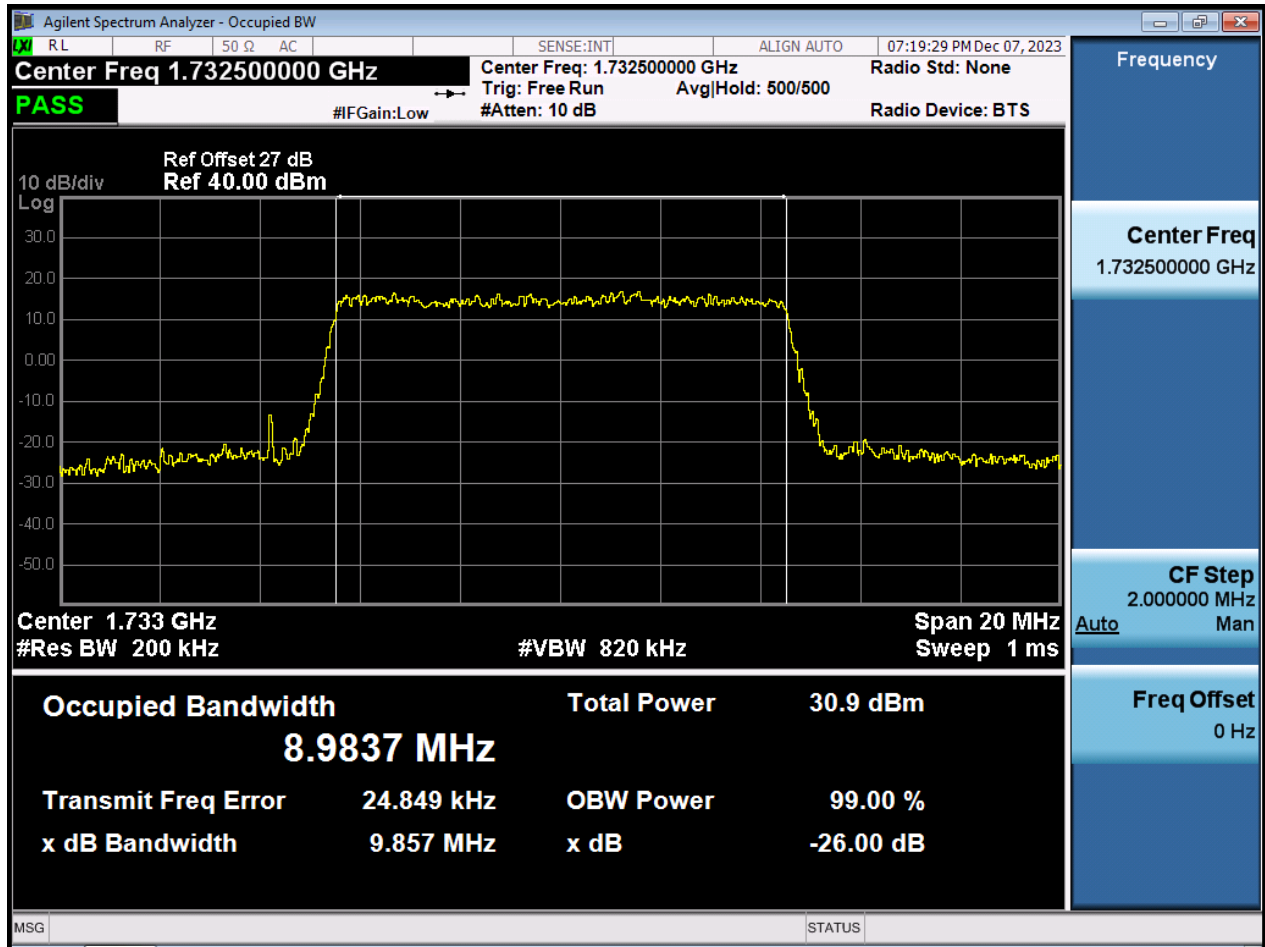 Agilent Spectrum Analyzer - Occupied BW
LXI RL RF 50 Ω AC SENSE:INT ALIGN AUTO 07:19:29 PM Dec 07, 2023
Center Freq 1.732500000 GHz
PASS
#IFGain:Low
Center Freq: 1.732500000 GHz
Trig: Free Run Avg|Hold: 500/500
#Atten: 10 dB
Radio Std: None
Radio Device: BTS
Ref Offset 27 dB
10 dB/div Ref 40.00 dBm
Log
30.0
20.0
10.0
0.00
-10.0
-20.0
-30.0
-40.0
-50.0
Center 1.733 GHz Span 20 MHz
#Res BW 200 kHz #VBW 820 kHz Sweep 1 ms
Occupied Bandwidth Total Power 30.9 dBm
8.9837 MHz
Transmit Freq Error 24.849 kHz OBW Power 99.00 %
x dB Bandwidth 9.857 MHz x dB -26.00 dB
Frequency
Center Freq
1.732500000 GHz
CF Step
2.000000 MHz
Auto Man
Freq Offset
0 Hz
MSG STATUS